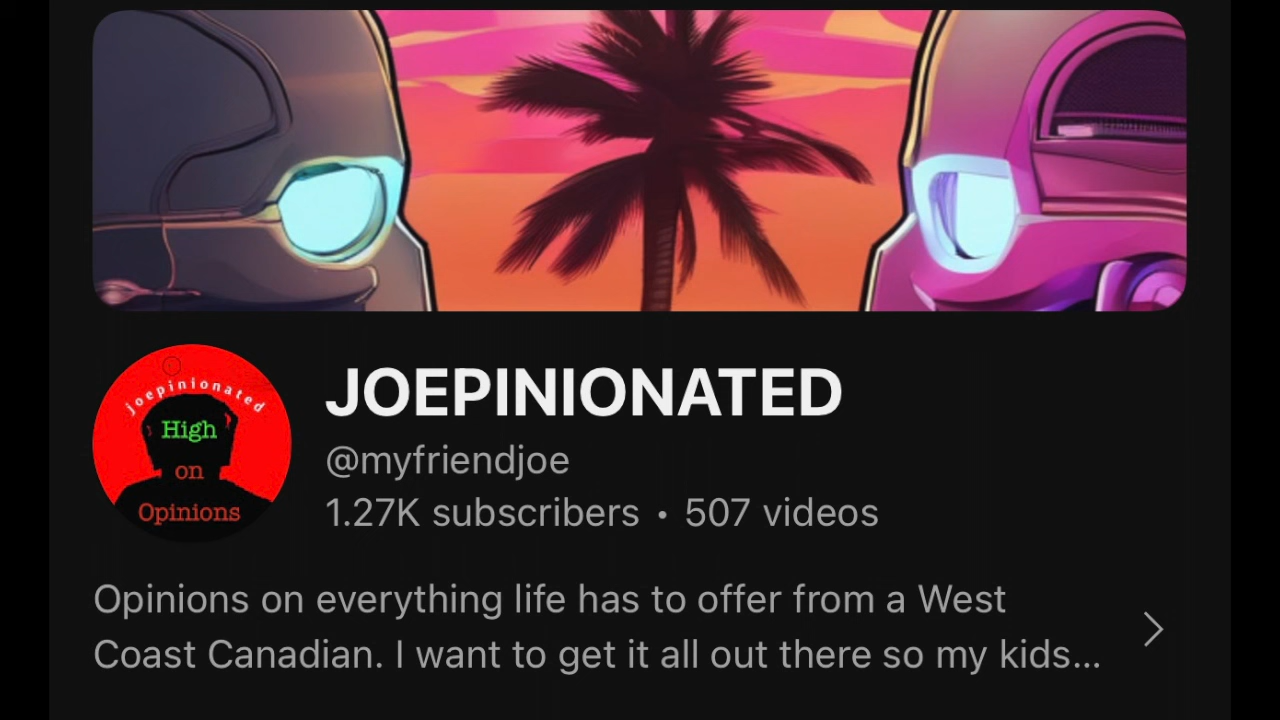 joepinionated
High
on
Opinions
JOEPINIONATED
@myfriendjoe
1.27K subscribers • 507 videos
Opinions on everything life has to offer from a West
Coast Canadian. I want to get it all out there so my kids...